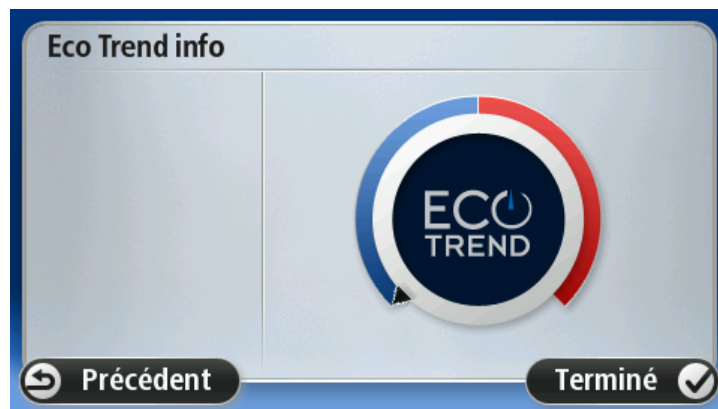 Eco Trend info
ECO
TREND
Précédent
Terminé